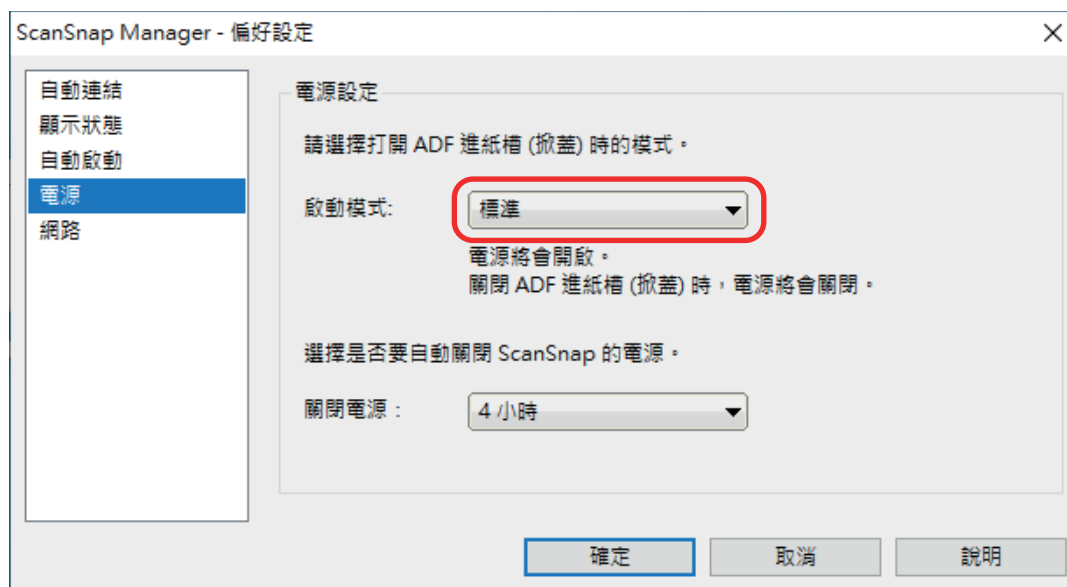 ScanSnap Manager - 偏好設定
自動連結
顯示狀態
自動啟動
電源
網路
電源設定
請選擇打開 ADF 進紙槽 (掀蓋) 時的模式。
啟動模式: 標準
電源將會開啟。
關閉 ADF 進紙槽 (掀蓋) 時，電源將會關閉。
選擇是否要自動關閉 ScanSnap 的電源。
關閉電源： 4 小時
確定 取消 說明